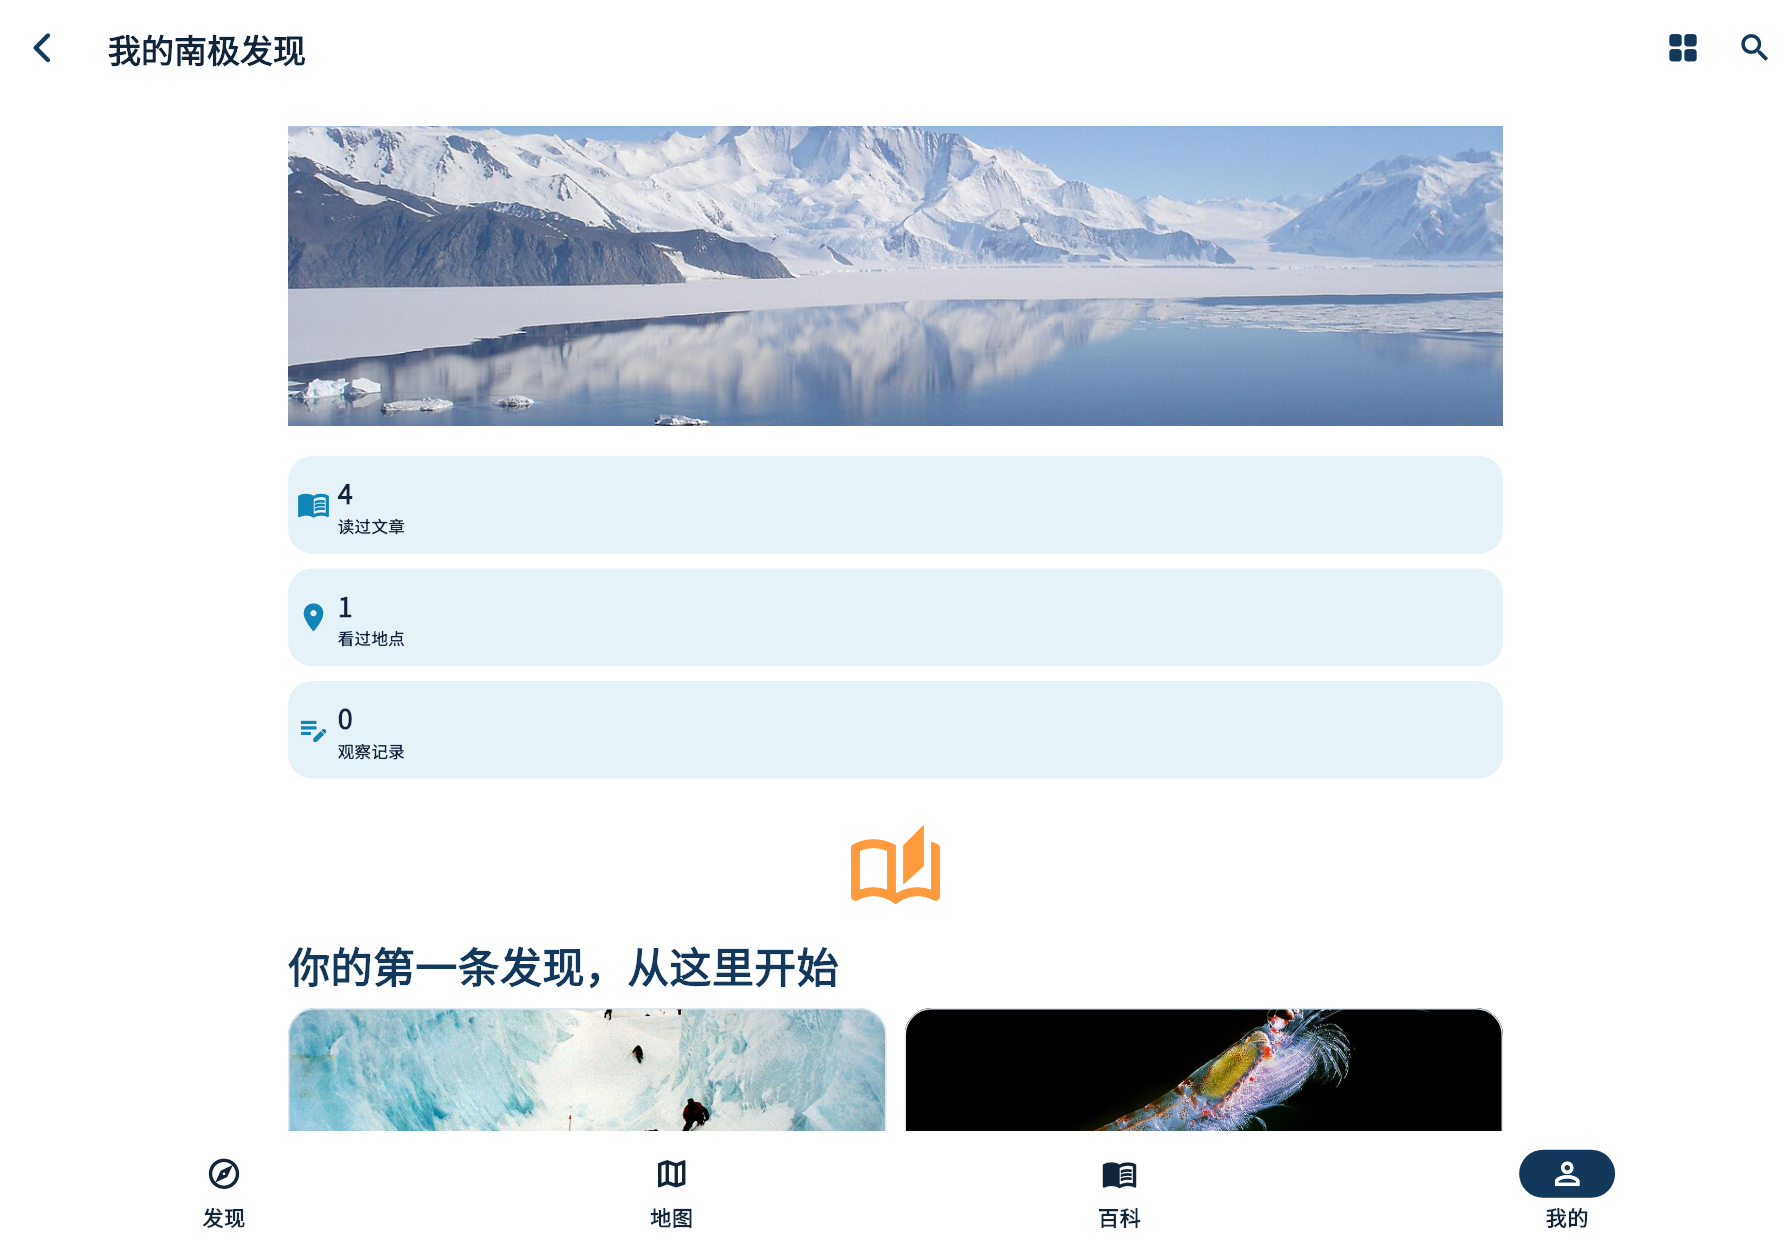 我的南极发现
4
读过文章
1
看过地点
0
观察记录
你的第一条发现，从这里开始
发现
地图
百科
我的